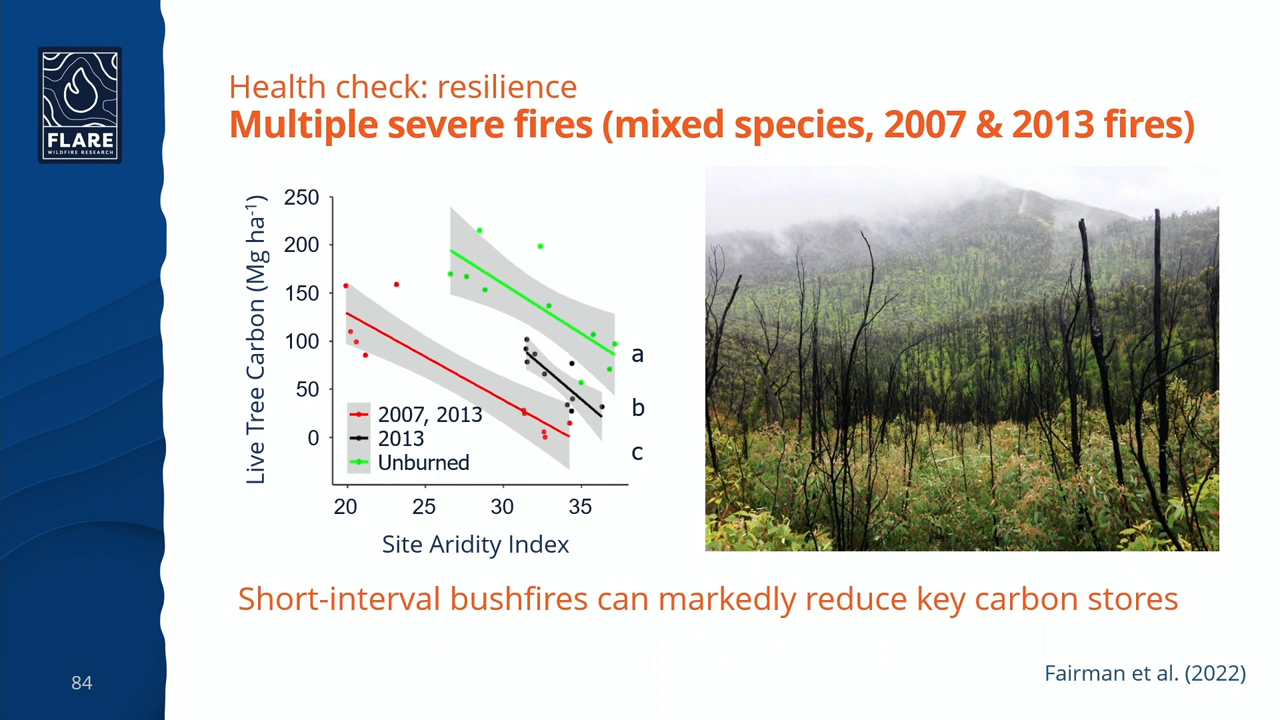 FLARE
WILDFIRE RESEARCH
Health check: resilience
Multiple severe fires (mixed species, 2007 & 2013 fires)
Live Tree Carbon (Mg ha-1)
250
200
150
100
50
0
2007, 2013
2013
Unburned
a
b
c
20 25 30 35
Site Aridity Index
Short-interval bushfires can markedly reduce key carbon stores
Fairman et al. (2022)
84